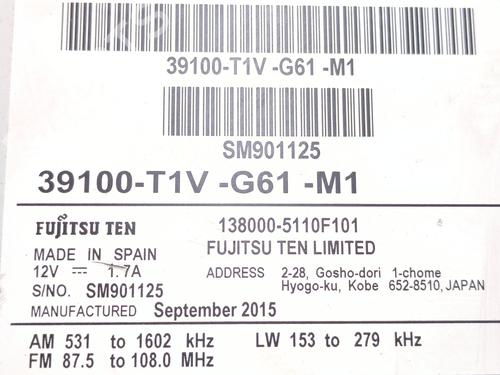 39100-T1V -G61 -M1
SM901125
39100-T1V -G61 -M1
FUJITSU TEN 138000-5110F101
MADE IN SPAIN FUJITSU TEN LIMITED
12V 1.7A ADDRESS 2-28, Gosho-dori 1-chome
S/NO. SM901125 Hyogo-ku, Kobe 652-8510, JAPAN
MANUFACTURED September 2015
AM 531 to 1602 kHz LW 153 to 279 kHz
FM 87.5 to 108.0 MHz